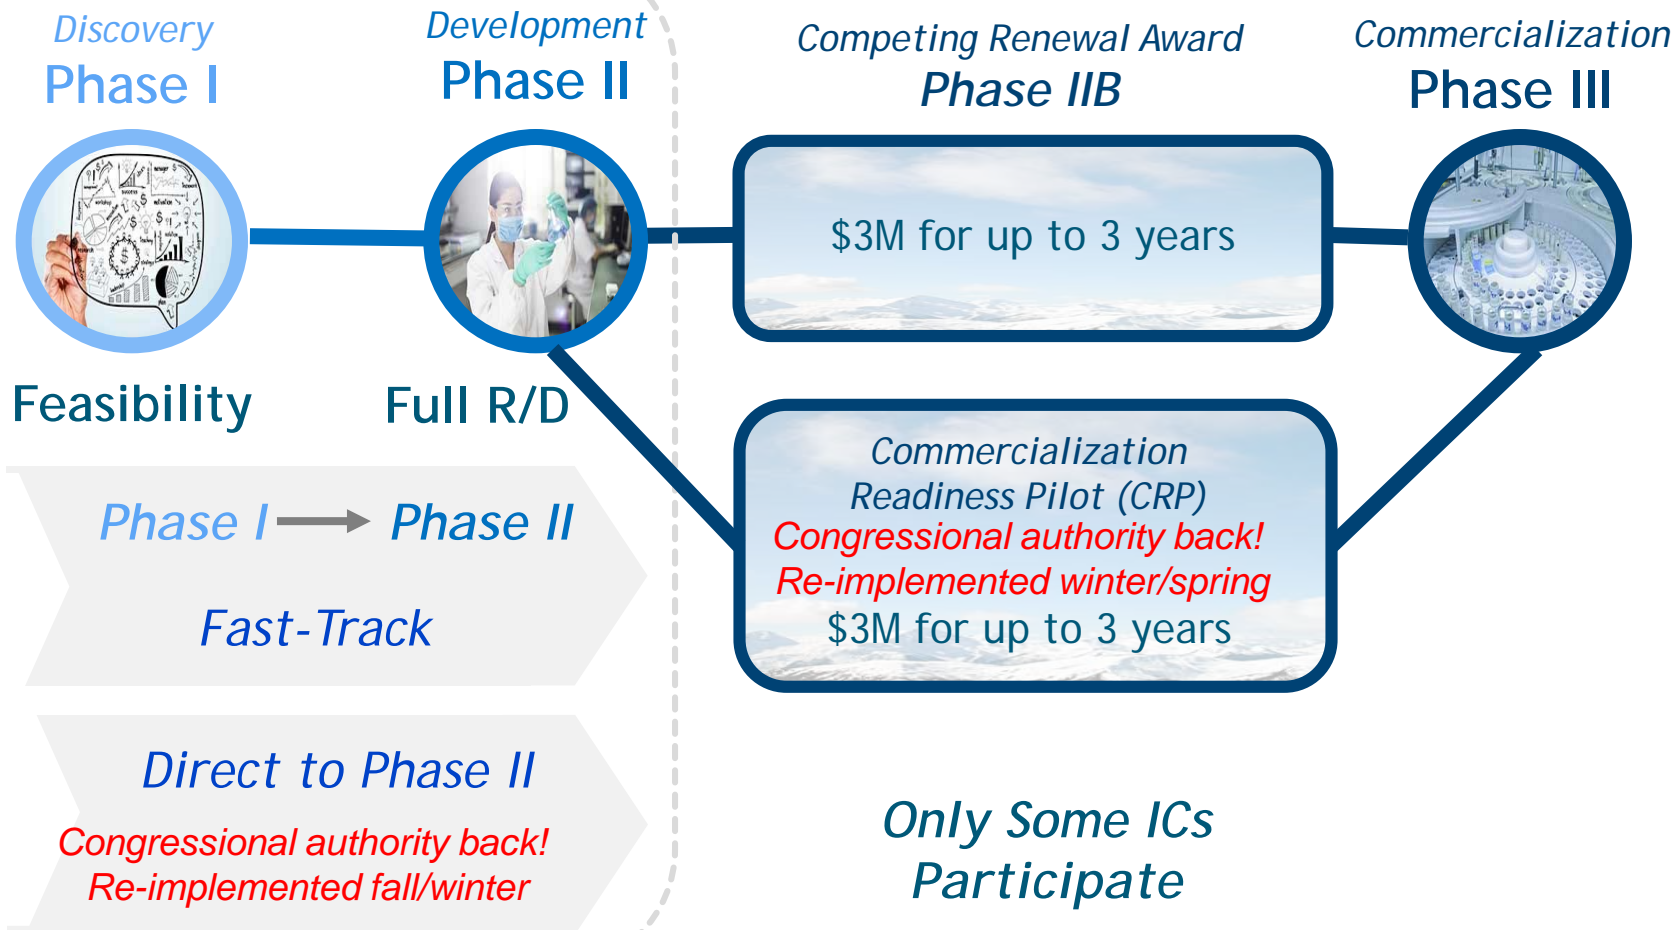 Discovery
Phase I
Development
Phase II
Competing Renewal Award
Phase IIB
Commercialization
Phase III
$3M for up to 3 years
Feasibility
Full R/D
Commercialization
Readiness Pilot (CRP)
Congressional authority back!
Re-implemented winter/spring
$3M for up to 3 years
Phase I
Phase II
Fast-Track
Direct to Phase II
Congressional authority back!
Re-implemented fall/winter
Only Some ICs
Participate